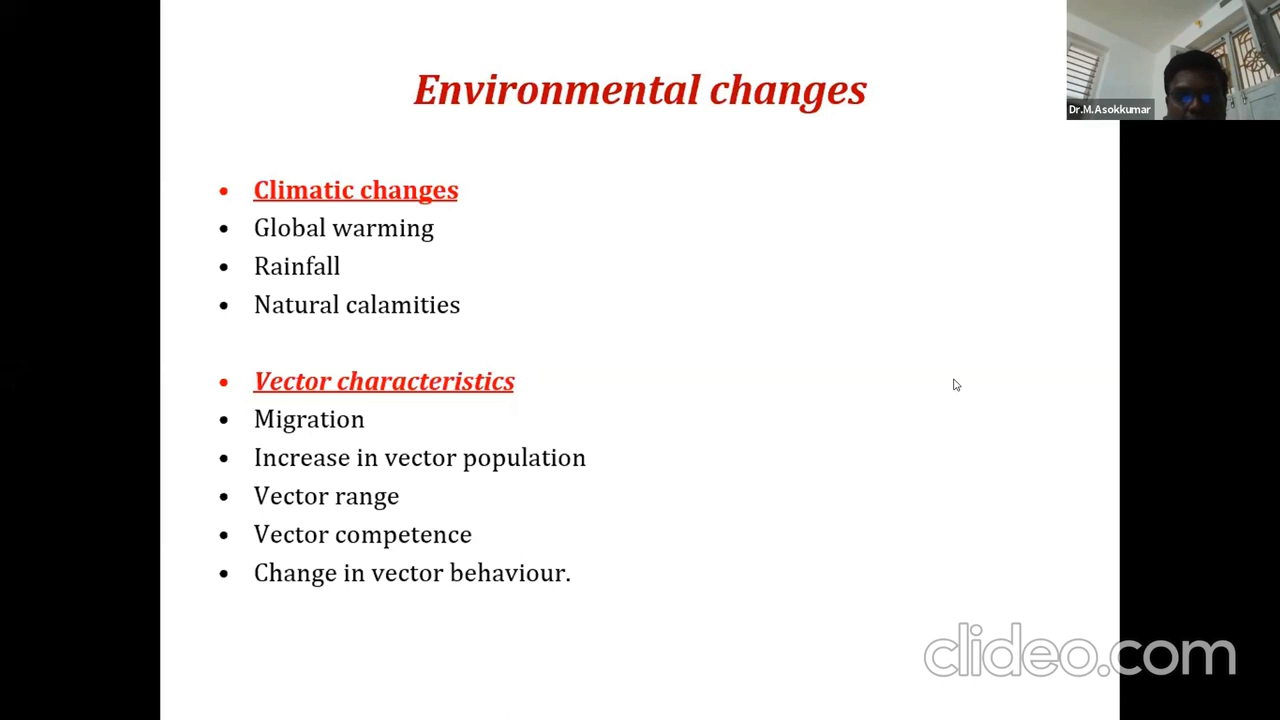 Environmental changes
Dr.M.Asokkumar
• Climatic changes
• Global warming
• Rainfall
• Natural calamities
• Vector characteristics
• Migration
• Increase in vector population
• Vector range
• Vector competence
• Change in vector behaviour.
clideo.com